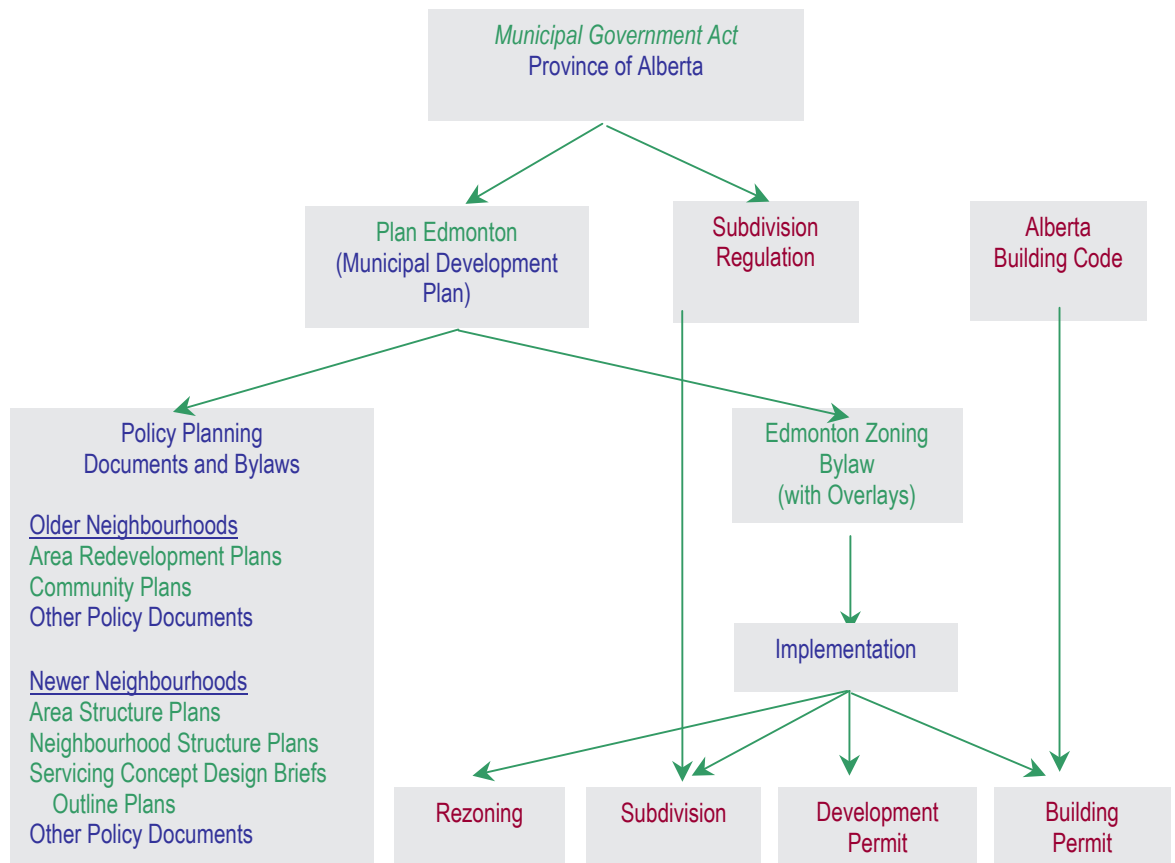 Municipal Government Act
Province of Alberta
Plan Edmonton
(Municipal Development
Plan)
Subdivision
Regulation
Alberta
Building Code
Policy Planning
Documents and Bylaws
Older Neighbourhoods
Area Redevelopment Plans
Community Plans
Other Policy Documents
Newer Neighbourhoods
Area Structure Plans
Neighbourhood Structure Plans
Servicing Concept Design Briefs
Outline Plans
Other Policy Documents
Edmonton Zoning
Bylaw
(with Overlays)
Implementation
Rezoning
Subdivision
Development
Permit
Building
Permit